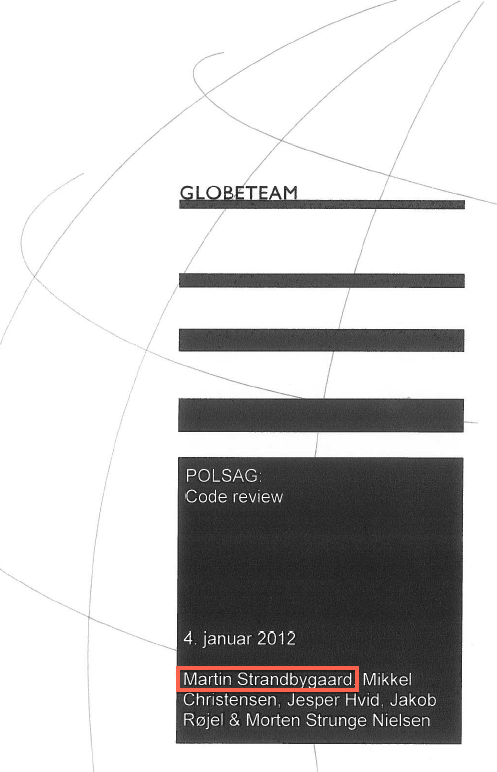 GLOBETEAM
POLSAG:
Code review
4. januar 2012
Martin Strandbygaard, Mikkel
Christensen, Jesper Hvid, Jakob
Røjel & Morten Strunge Nielsen